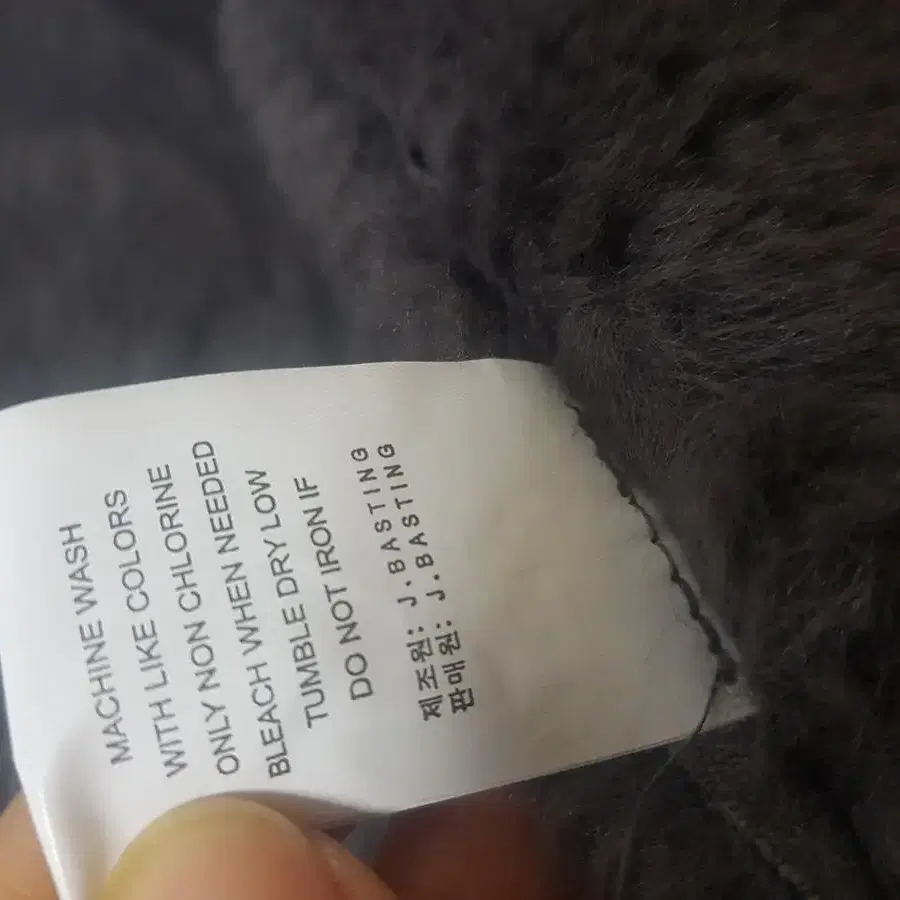 MACHINE WASH
WITH LIKE COLORS
ONLY NON CHLORINE
BLEACH WHEN NEEDED
TUMBLE DRY LOW
DO NOT IRON IF
제조원: J.BASTING
판매원: J.BASTING